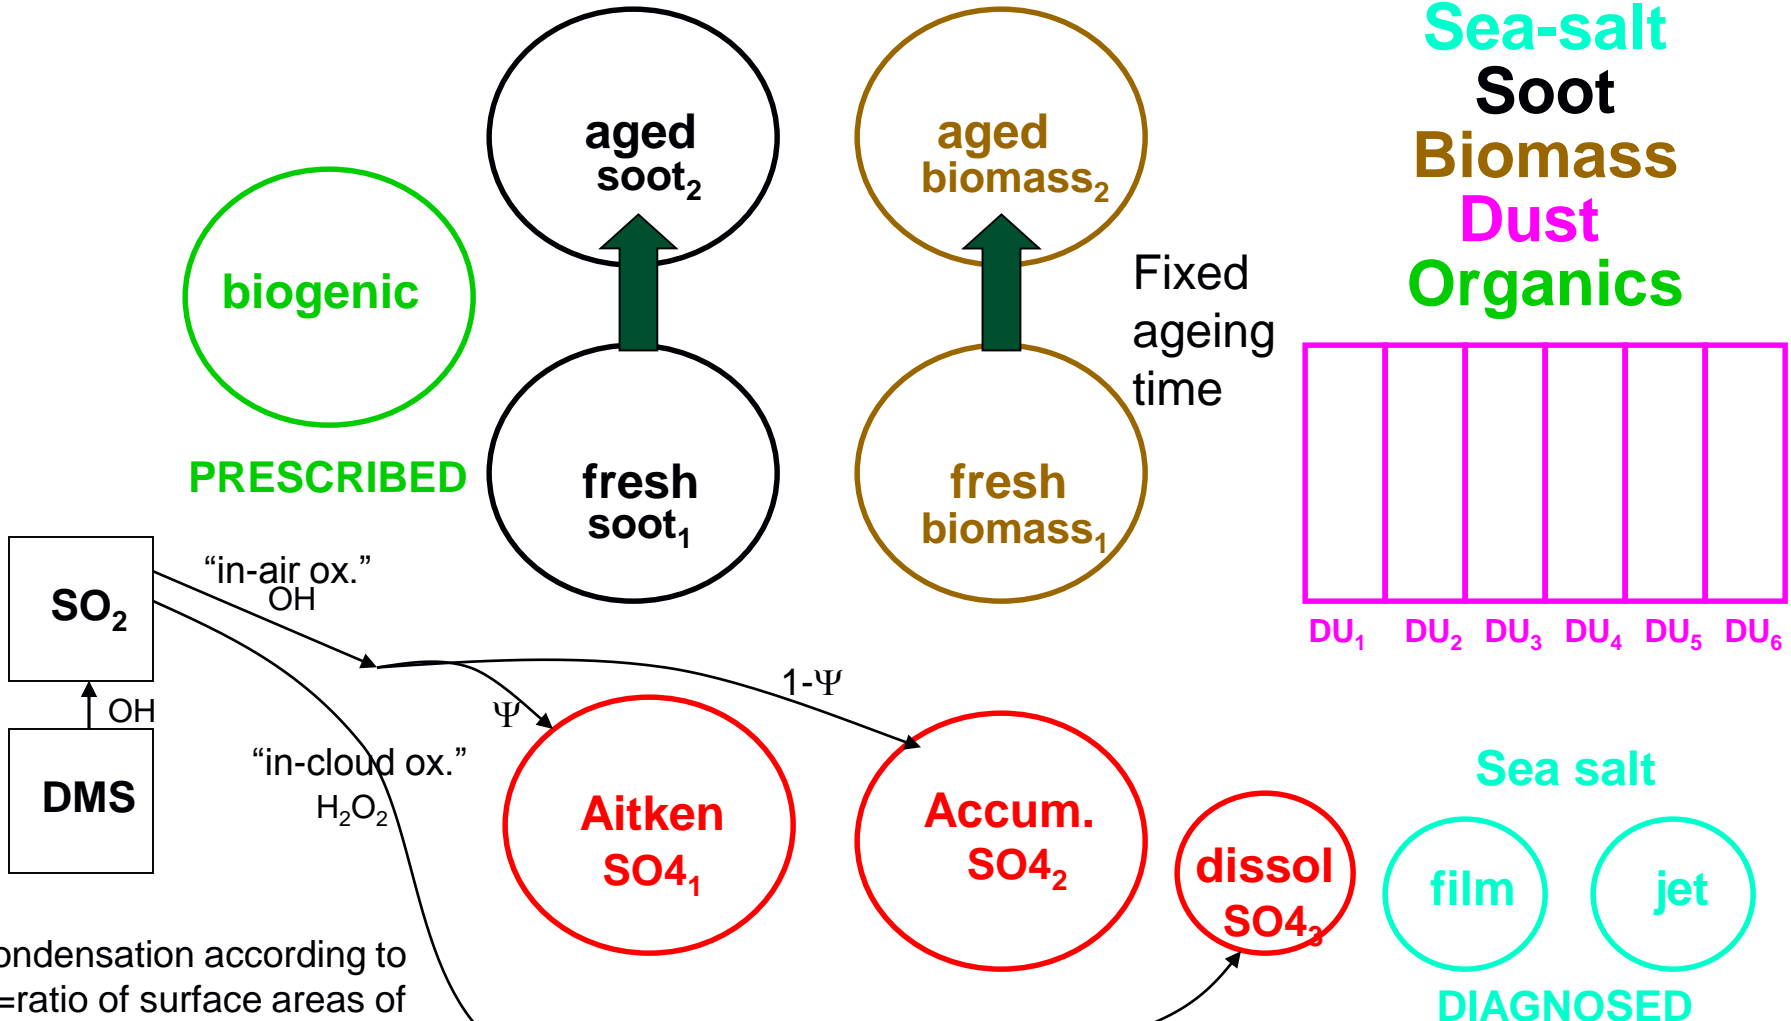 Sea-salt
Soot
Biomass
Dust
Organics
aged
soot₂
aged
biomass₂
biogenic
PRESCRIBED
Fixed
ageing
time
fresh
soot₁
fresh
biomass₁
DU₁ DU₂ DU₃ DU₄ DU₅ DU₆
SO₂
“in-air ox.”
OH
OH
DMS
“in-cloud ox.”
H₂O₂
Ψ
1-Ψ
Aitken
SO4₁
Accum.
SO4₂
dissol
SO4₃
Sea salt
film
jet
DIAGNOSED
ondensation according to
=ratio of surface areas of